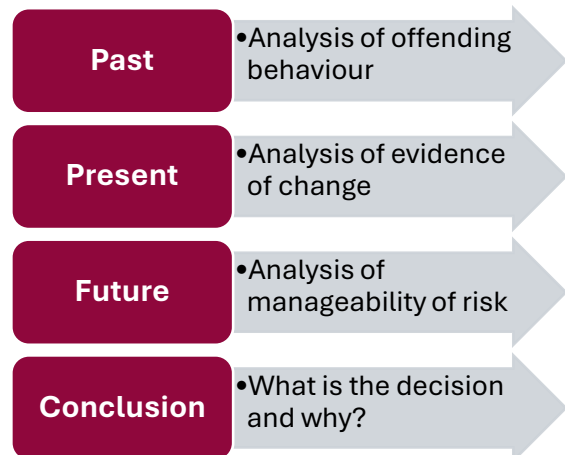 Past
•Analysis of offending
behaviour
Present
•Analysis of evidence
of change
Future
•Analysis of
manageability of risk
Conclusion
•What is the decision
and why?